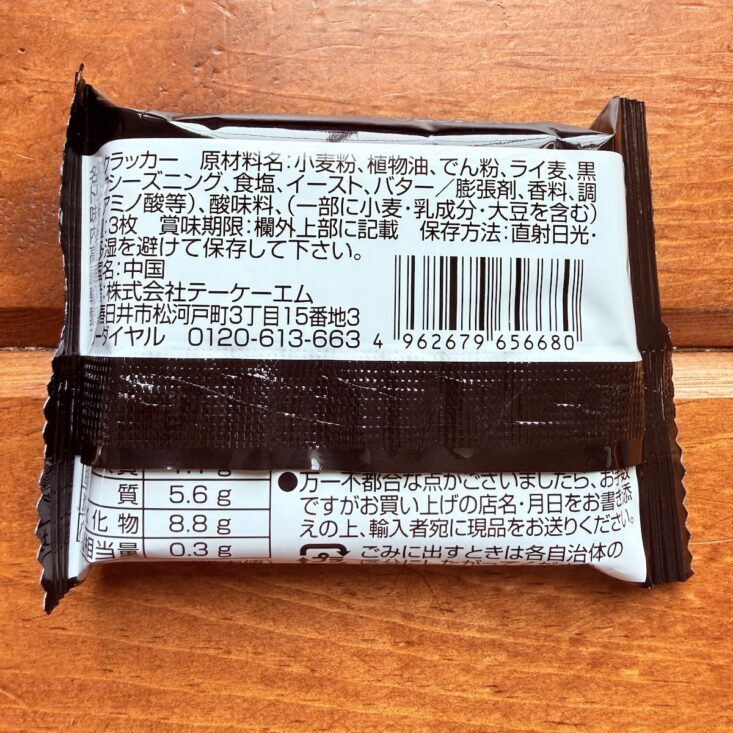 クラッカー 原材料名:小麦粉、植物油、でん粉、ライ麦、黒
シーズニング、食塩、イースト、バター／膨張剤、香料、調
アミノ酸等)、酸味料、(一部に小麦・乳成分・大豆を含む)
3枚 賞味期限:欄外上部に記載 保存方法:直射日光・
湿を避けて保存して下さい。
名:中国
株式会社テーケーエム
春日井市松河戸町3丁目15番地3
ーダイヤル 0120-613-663
4 962679 656680
質 5.6g
化物 8.8g
相当量 0.3g
●万一不都合な点がございましたら、お手数
ですがお買い上げの店名・月日をお書き添
えの上、輸入者宛に現品をお送りください。
プラ
ごみに出すときは各自治体の